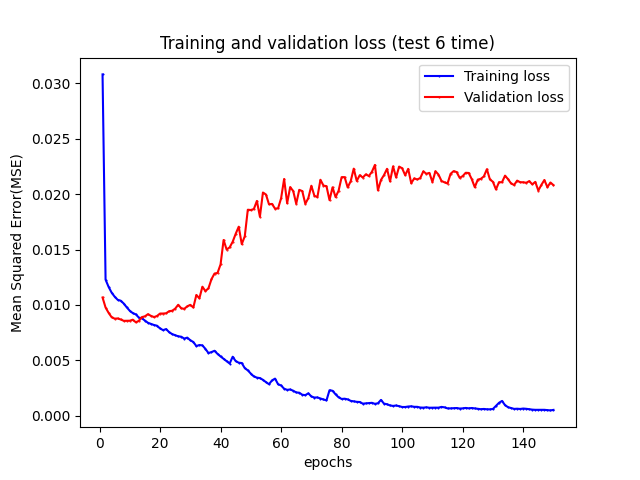 Training and validation loss (test 6 time)
Training loss
Validation loss
0.030
0.025
0.020
0.015
0.010
0.005
0.000
Mean Squared Error(MSE)
0 20 40 60 80 100 120 140
epochs